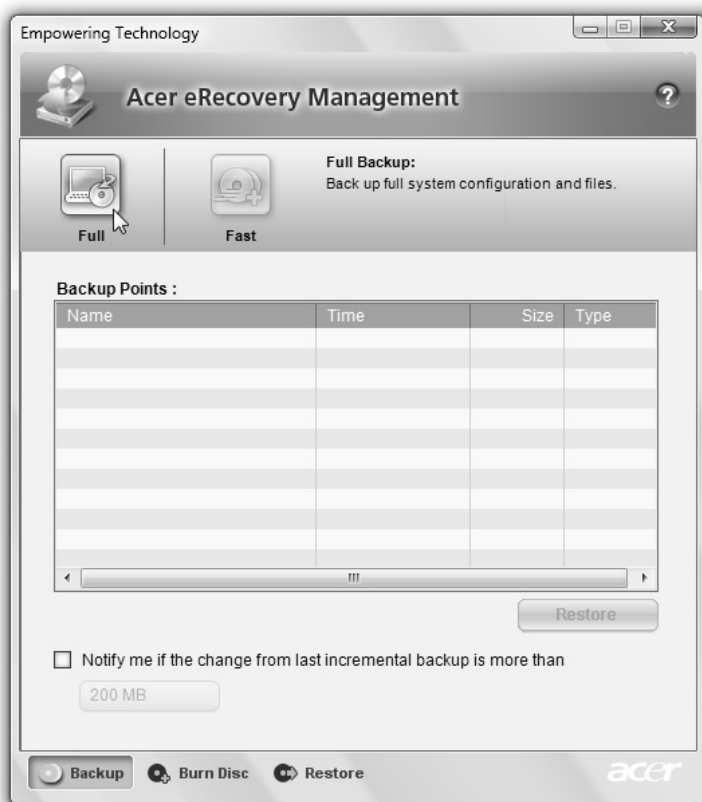 Empowering Technology
Acer eRecovery Management
?
Full Backup:
Back up full system configuration and files.
Full
Fast
Backup Points :
Name Time Size Type
Restore
Notify me if the change from last incremental backup is more than
200 MB
Backup Burn Disc Restore
acer